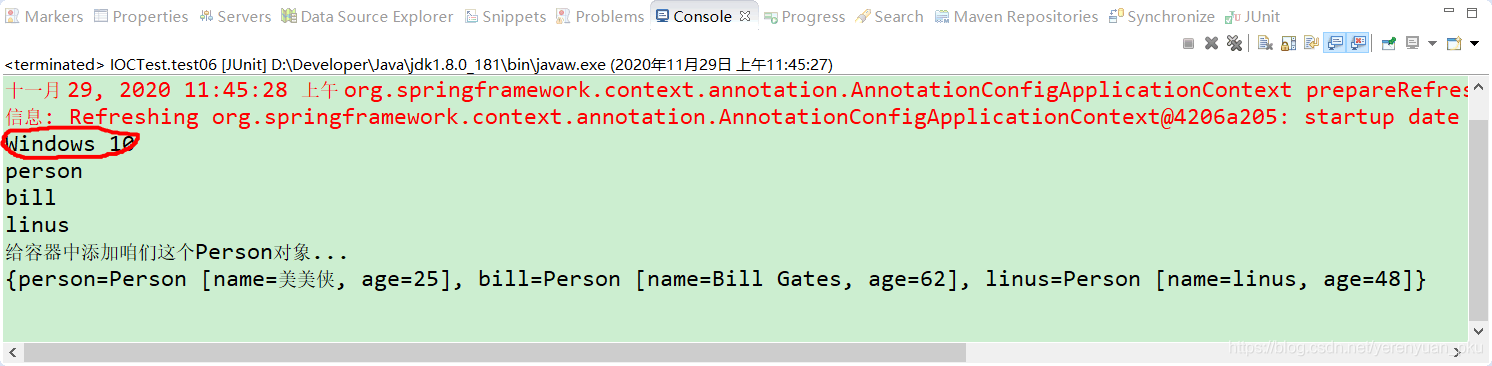 Markers Properties Servers Data Source Explorer Snippets Problems Console Progress Search Maven Repositories Synchronize JUnit
<terminated> IOCTest.test06 [JUnit] D:\Developer\Java\jdk1.8.0_181\bin\javaw.exe (2020年11月29日 上午11:45:27)
十一月 29, 2020 11:45:28 上午 org.springframework.context.annotation.AnnotationConfigApplicationContext prepareRefres
信息: Refreshing org.springframework.context.annotation.AnnotationConfigApplicationContext@4206a205: startup date
Windows 10
person
bill
linus
给容器中添加咱们这个Person对象...
{person=Person [name=美美侠, age=25], bill=Person [name=Bill Gates, age=62], linus=Person [name=linus, age=48]}